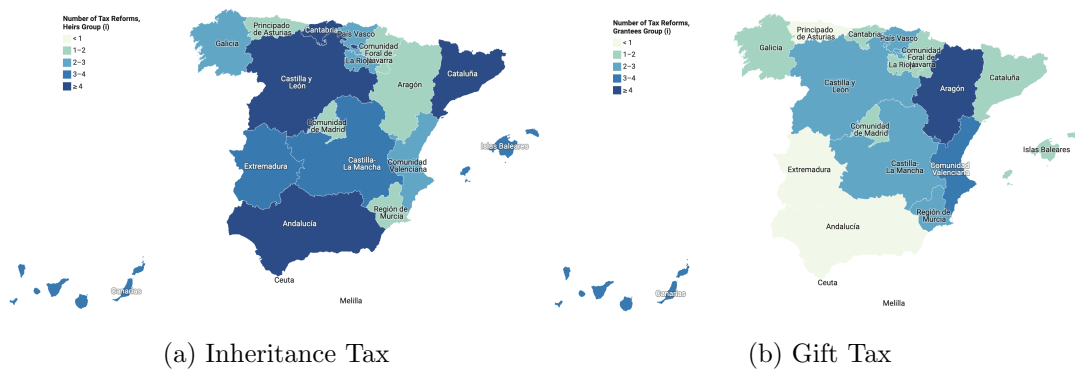 Number of Tax Reforms,
Heirs Group (i)
< 1
1–2
2–3
3–4
≥ 4
Galicia
Principado
de Asturias
Cantabria
País Vasco
Comunidad
Foral de
Navarra
La Rioja
Castilla y
León
Aragón
Cataluña
Comunidad
de Madrid
Islas Baleares
Extremadura
Castilla-
La Mancha
Comunidad
Valenciana
Región de
Murcia
Andalucía
Ceuta
Canarias
Melilla
(a) Inheritance Tax
Number of Tax Reforms,
Grantees Group (i)
< 1
1–2
2–3
3–4
≥ 4
Galicia
Principado
de Asturias
Cantabria
País Vasco
Comunidad
Foral de
Navarra
La Rioja
Castilla y
León
Aragón
Cataluña
Comunidad
de Madrid
Islas Baleares
Extremadura
Castilla-
La Mancha
Comunidad
Valenciana
Región de
Murcia
Andalucía
Ceuta
Canarias
Melilla
(b) Gift Tax